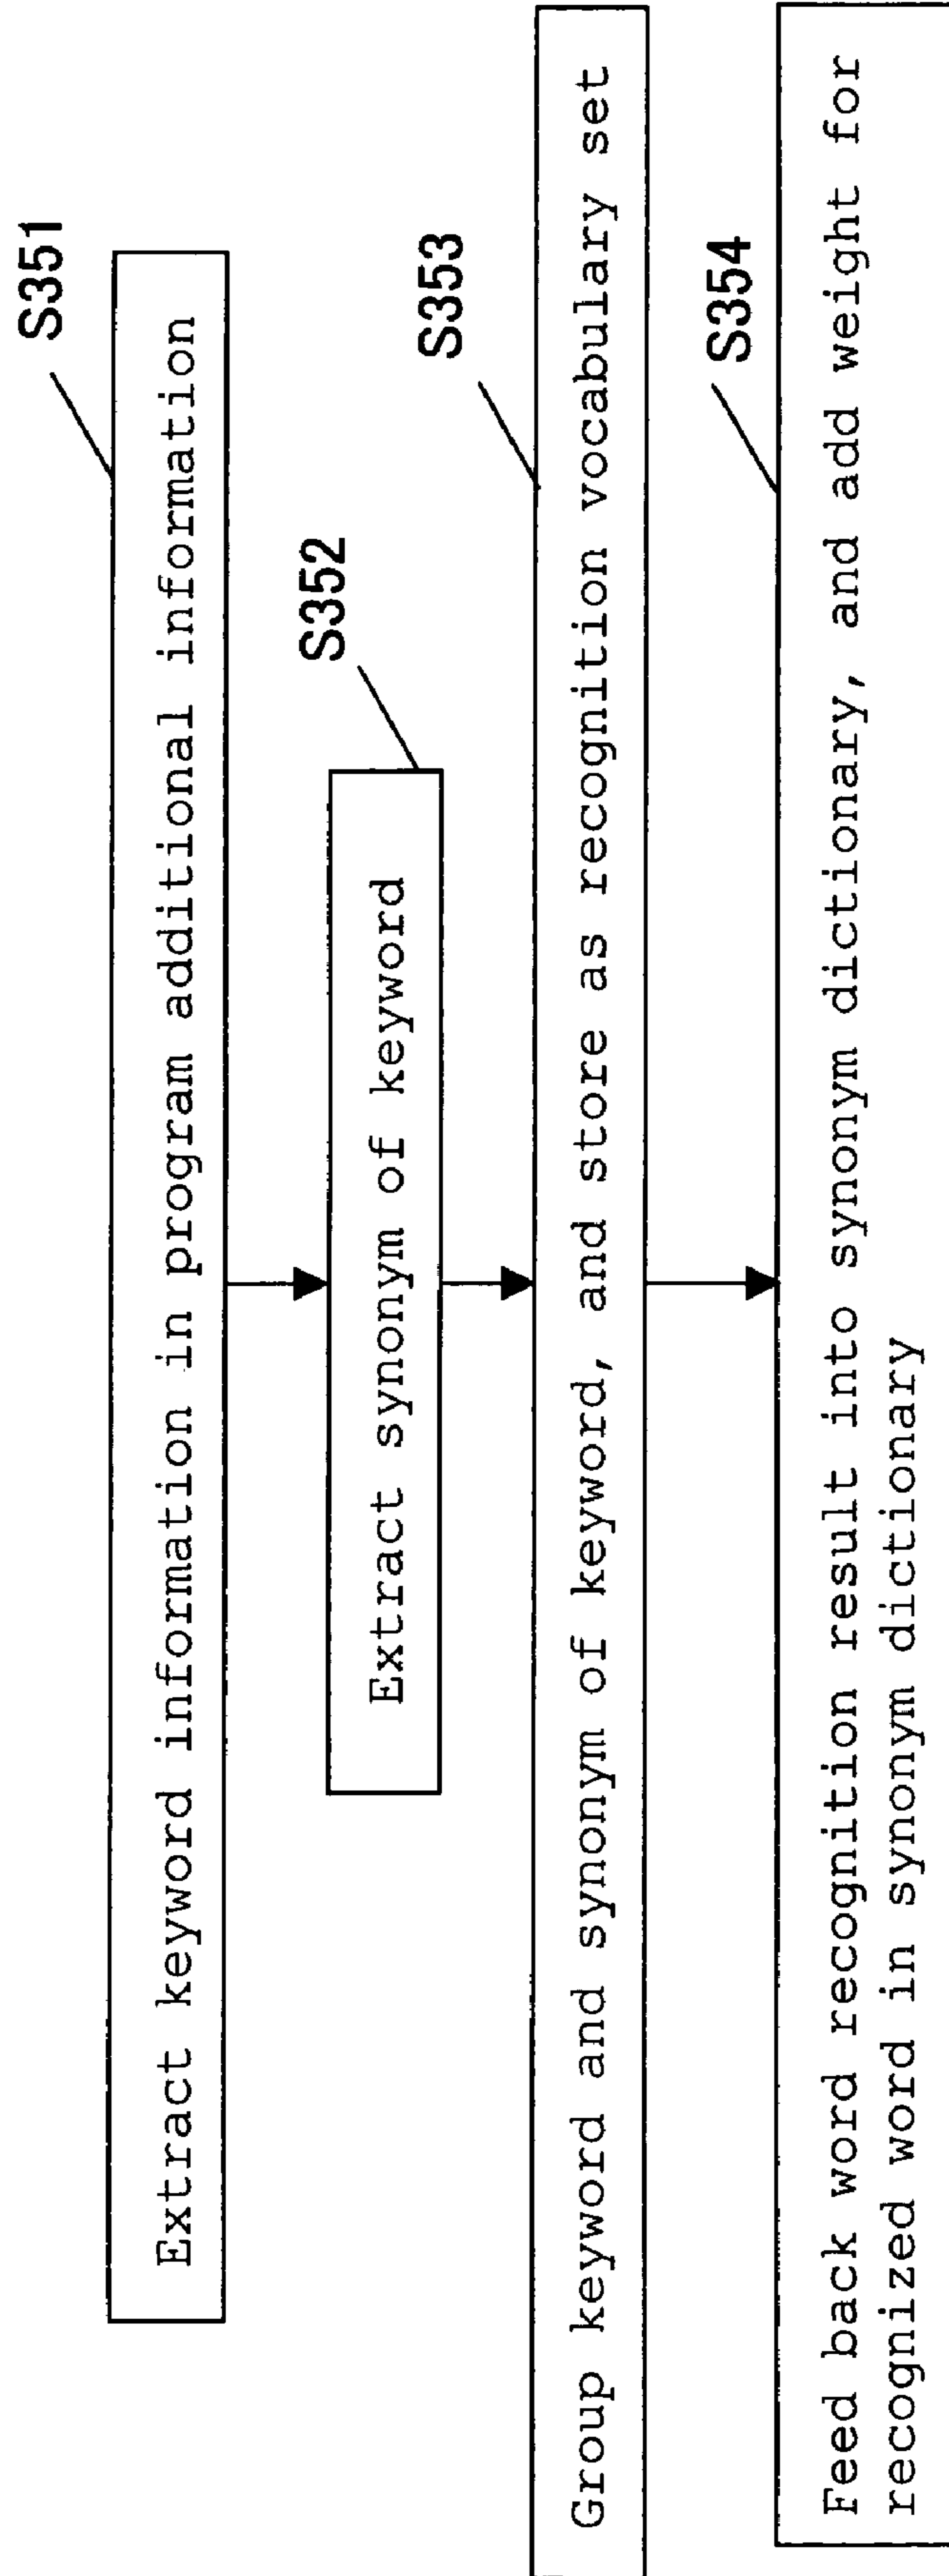 S351
Extract keyword information in program additional information
S352
Extract synonym of keyword
S353
Group keyword and synonym of keyword, and store as recognition vocabulary set
S354
Feed back word recognition result into synonym dictionary, and add weight for
recognized word in synonym dictionary